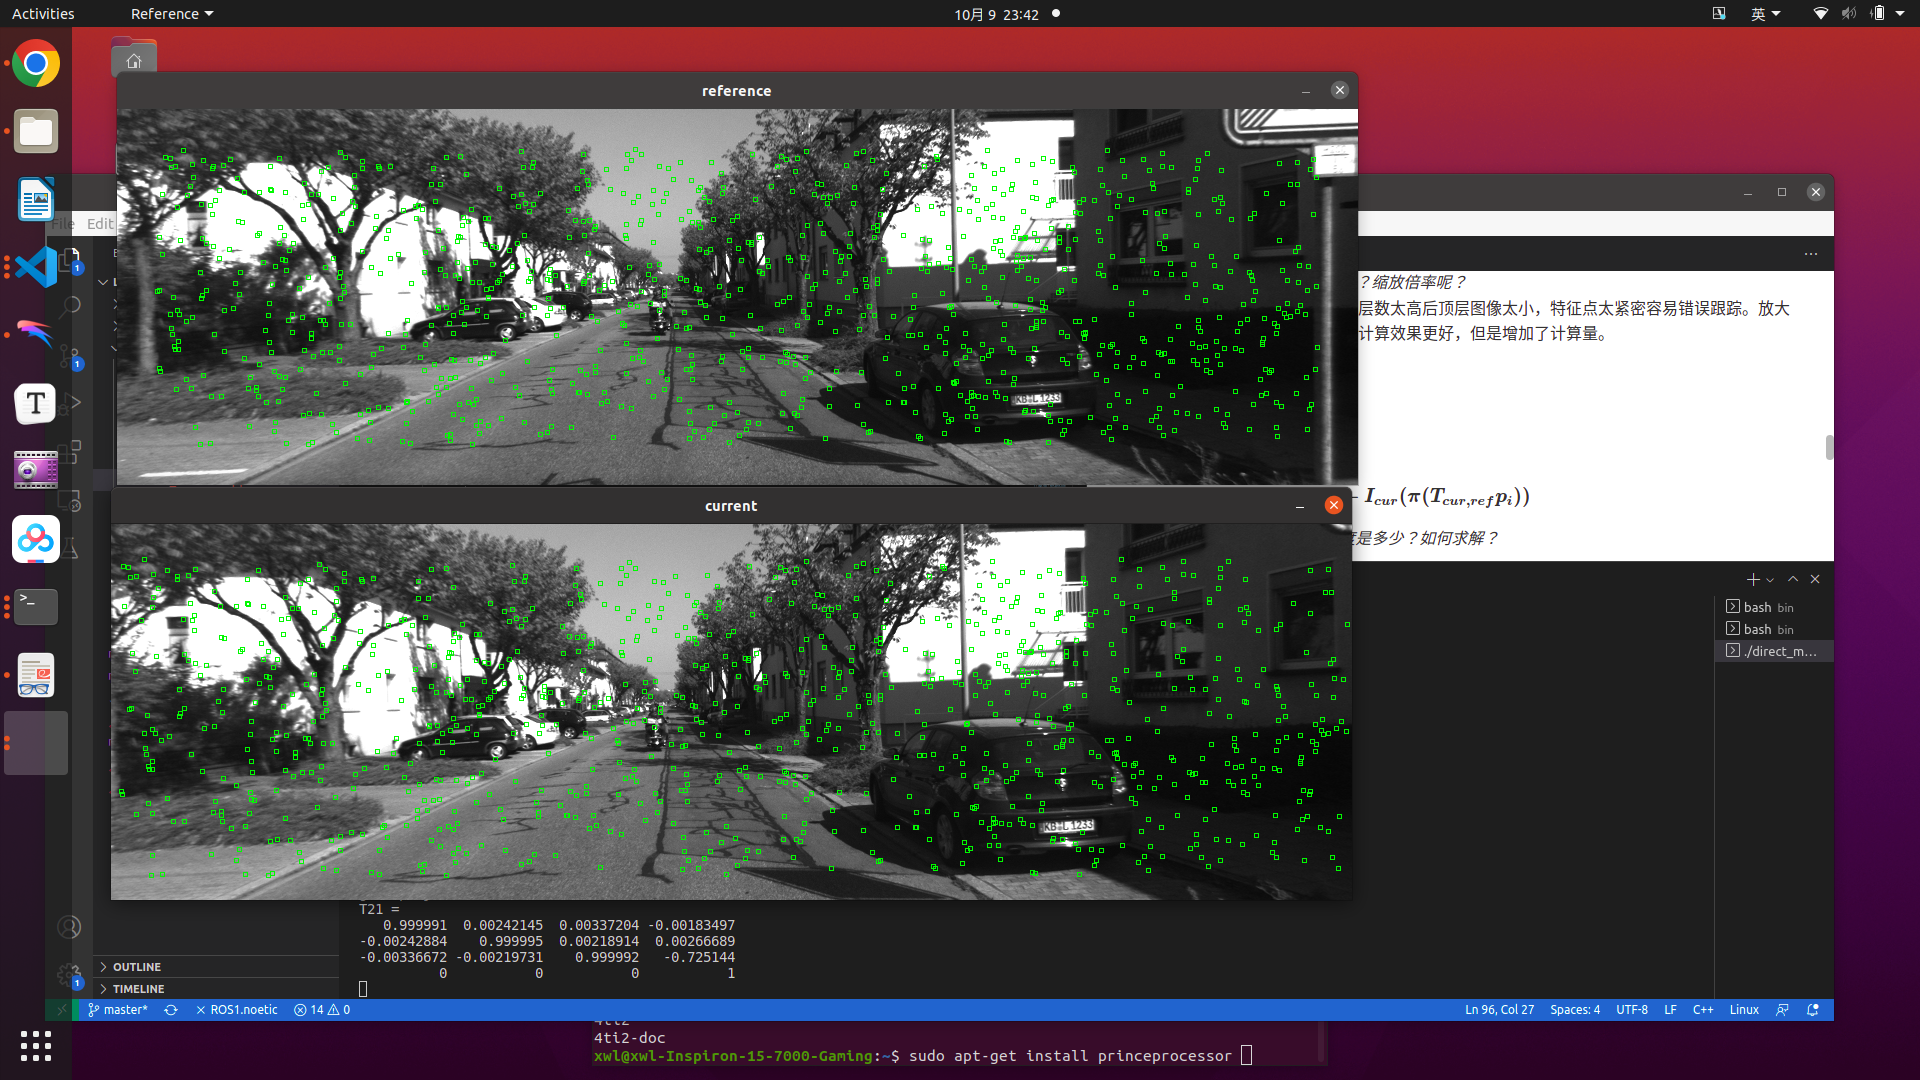 Activities
Reference
10月 9 23:42
英
reference
File Edit
KB L 1233
？缩放倍率呢？
层数太高后顶层图像太小，特征点太紧密容易错误跟踪。放大
计算效果更好，但是增加了计算量。
current
I_{cur}(π(T_{cur,ref}p_i))
是多少？如何求解？
bash bin
bash bin
./direct_m...
KB L 1233
T21 =
0.999991 0.00242145 0.00337204 -0.00183497
-0.00242884 0.999995 0.00218914 0.00266689
-0.00336672 -0.00219731 0.999992 -0.725144
0 0 0 1
OUTLINE
TIMELINE
master* ROS1.noetic 14 0 Ln 96, Col 27 Spaces: 4 UTF-8 LF C++ Linux
4ti2
4ti2-doc
xwl@xwl-Inspiron-15-7000-Gaming:~$ sudo apt-get install princeprocessor